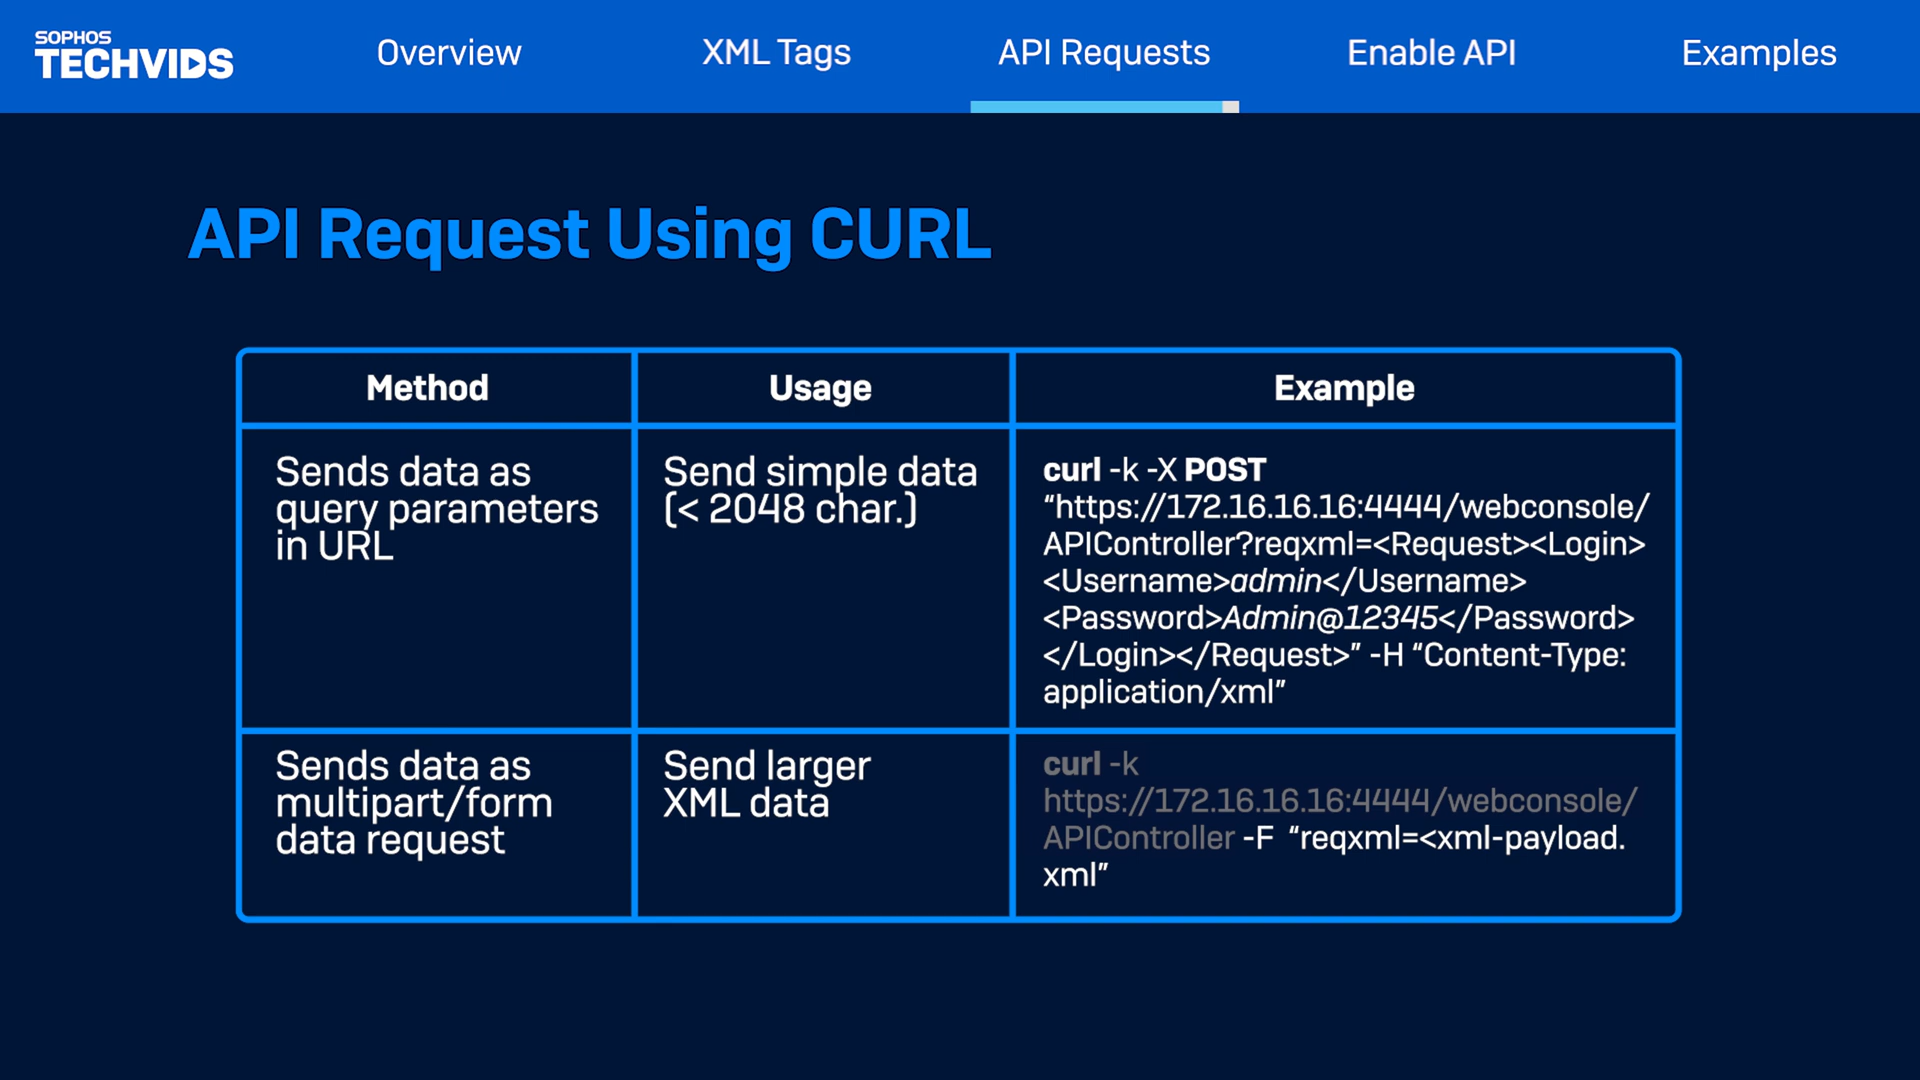 SOPHOS
TECHVIDS
Overview
XML Tags
API Requests
Enable API
Examples
API Request Using CURL
Method
Usage
Example
Sends data as
query parameters
in URL
Send simple data
(< 2048 char.)
curl -k -X POST
“https://172.16.16.16:4444/webconsole/
APIController?reqxml=<Request><Login>
<Username>admin</Username>
<Password>Admin@12345</Password>
</Login></Request>” -H “Content-Type:
application/xml”
Sends data as
multipart/form
data request
Send larger
XML data
curl -k
https://172.16.16.16:4444/webconsole/
APIController -F “reqxml=<xml-payload.
xml”